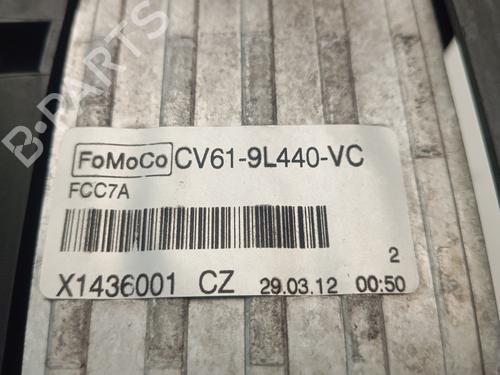 B-PARTS
FoMoCo CV61-9L440-VC
FCC7A
2
X1436001 CZ 29.03.12 00:50